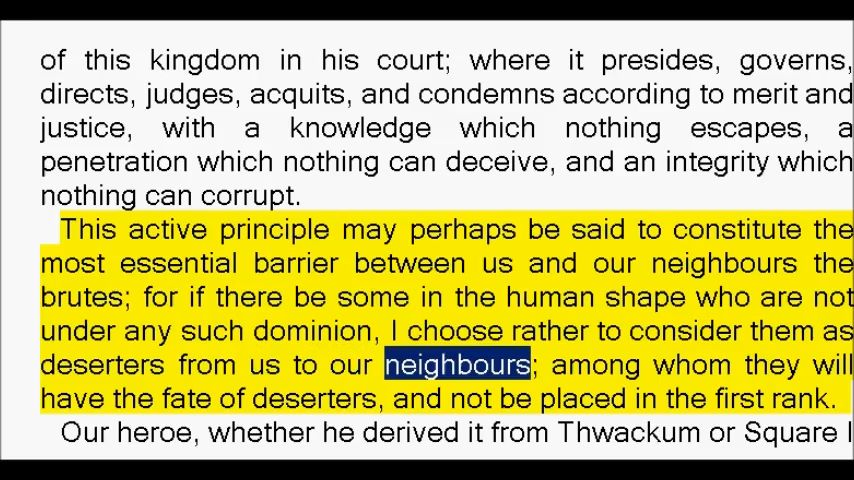 of this kingdom in his court; where it presides, governs,
directs, judges, acquits, and condemns according to merit and
justice, with a knowledge which nothing escapes, a
penetration which nothing can deceive, and an integrity which
nothing can corrupt.
This active principle may perhaps be said to constitute the
most essential barrier between us and our neighbours the
brutes; for if there be some in the human shape who are not
under any such dominion, I choose rather to consider them as
deserters from us to our neighbours; among whom they will
have the fate of deserters, and not be placed in the first rank.
Our heroe, whether he derived it from Thwackum or Square I